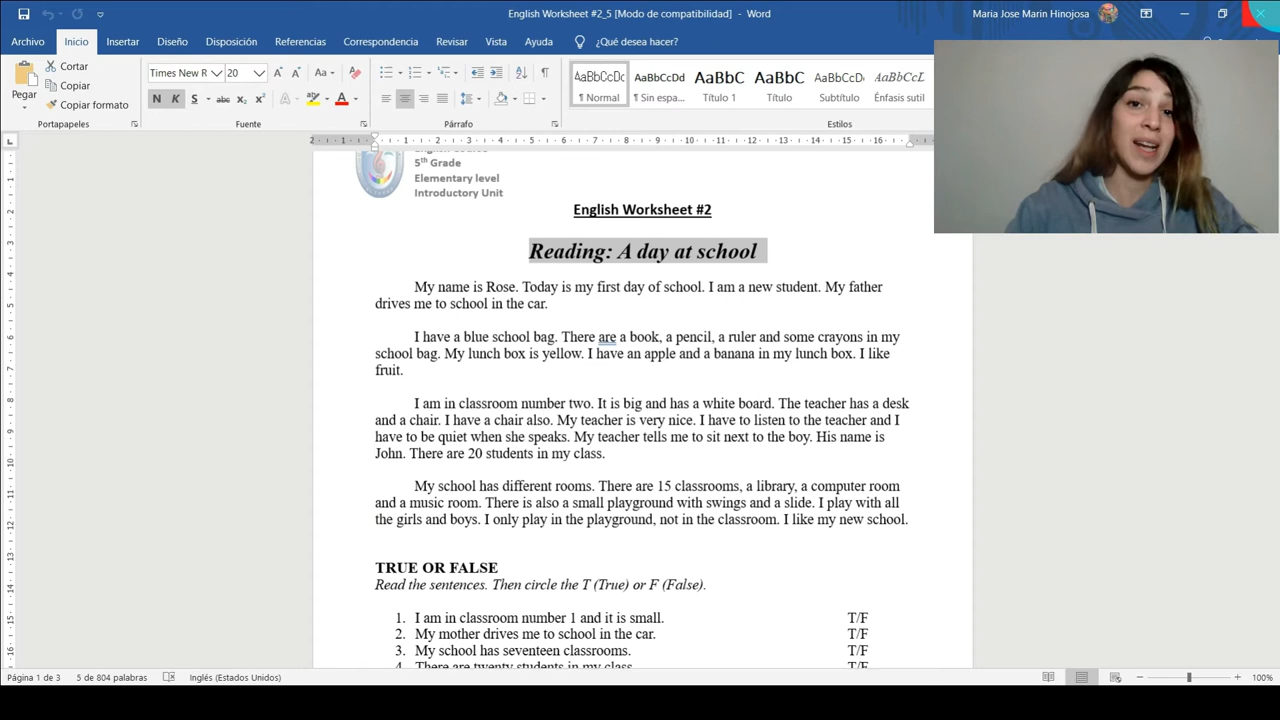 English Worksheet #2_5 [Modo de compatibilidad] - Word
Maria Jose Marin Hinojosa
Archivo Inicio Insertar Diseño Disposición Referencias Correspondencia Revisar Vista Ayuda ¿Qué desea hacer?
Pegar
Cortar
Copiar
Copiar formato
Portapapeles
Times New R 20
N K S abc x₂ x²
Fuente
Párrafo
AaBbCcDc AaBbCcDd AaBbC AaBbC AaBbCcD AaBbCcL
¶ Normal ¶ Sin espa... Título 1 Título Subtítulo Énfasis sutil
Estilos
5th Grade
Elementary level
Introductory Unit
English Worksheet #2
Reading: A day at school
My name is Rose. Today is my first day of school. I am a new student. My father
drives me to school in the car.
I have a blue school bag. There are a book, a pencil, a ruler and some crayons in my
school bag. My lunch box is yellow. I have an apple and a banana in my lunch box. I like
fruit.
I am in classroom number two. It is big and has a white board. The teacher has a desk
and a chair. I have a chair also. My teacher is very nice. I have to listen to the teacher and I
have to be quiet when she speaks. My teacher tells me to sit next to the boy. His name is
John. There are 20 students in my class.
My school has different rooms. There are 15 classrooms, a library, a computer room
and a music room. There is also a small playground with swings and a slide. I play with all
the girls and boys. I only play in the playground, not in the classroom. I like my new school.
TRUE OR FALSE
Read the sentences. Then circle the T (True) or F (False).
1. I am in classroom number 1 and it is small. T/F
2. My mother drives me to school in the car. T/F
3. My school has seventeen classrooms. T/F
4. There are twenty students in my class. T/F
Página 1 de 3 5 de 804 palabras Inglés (Estados Unidos) 100%